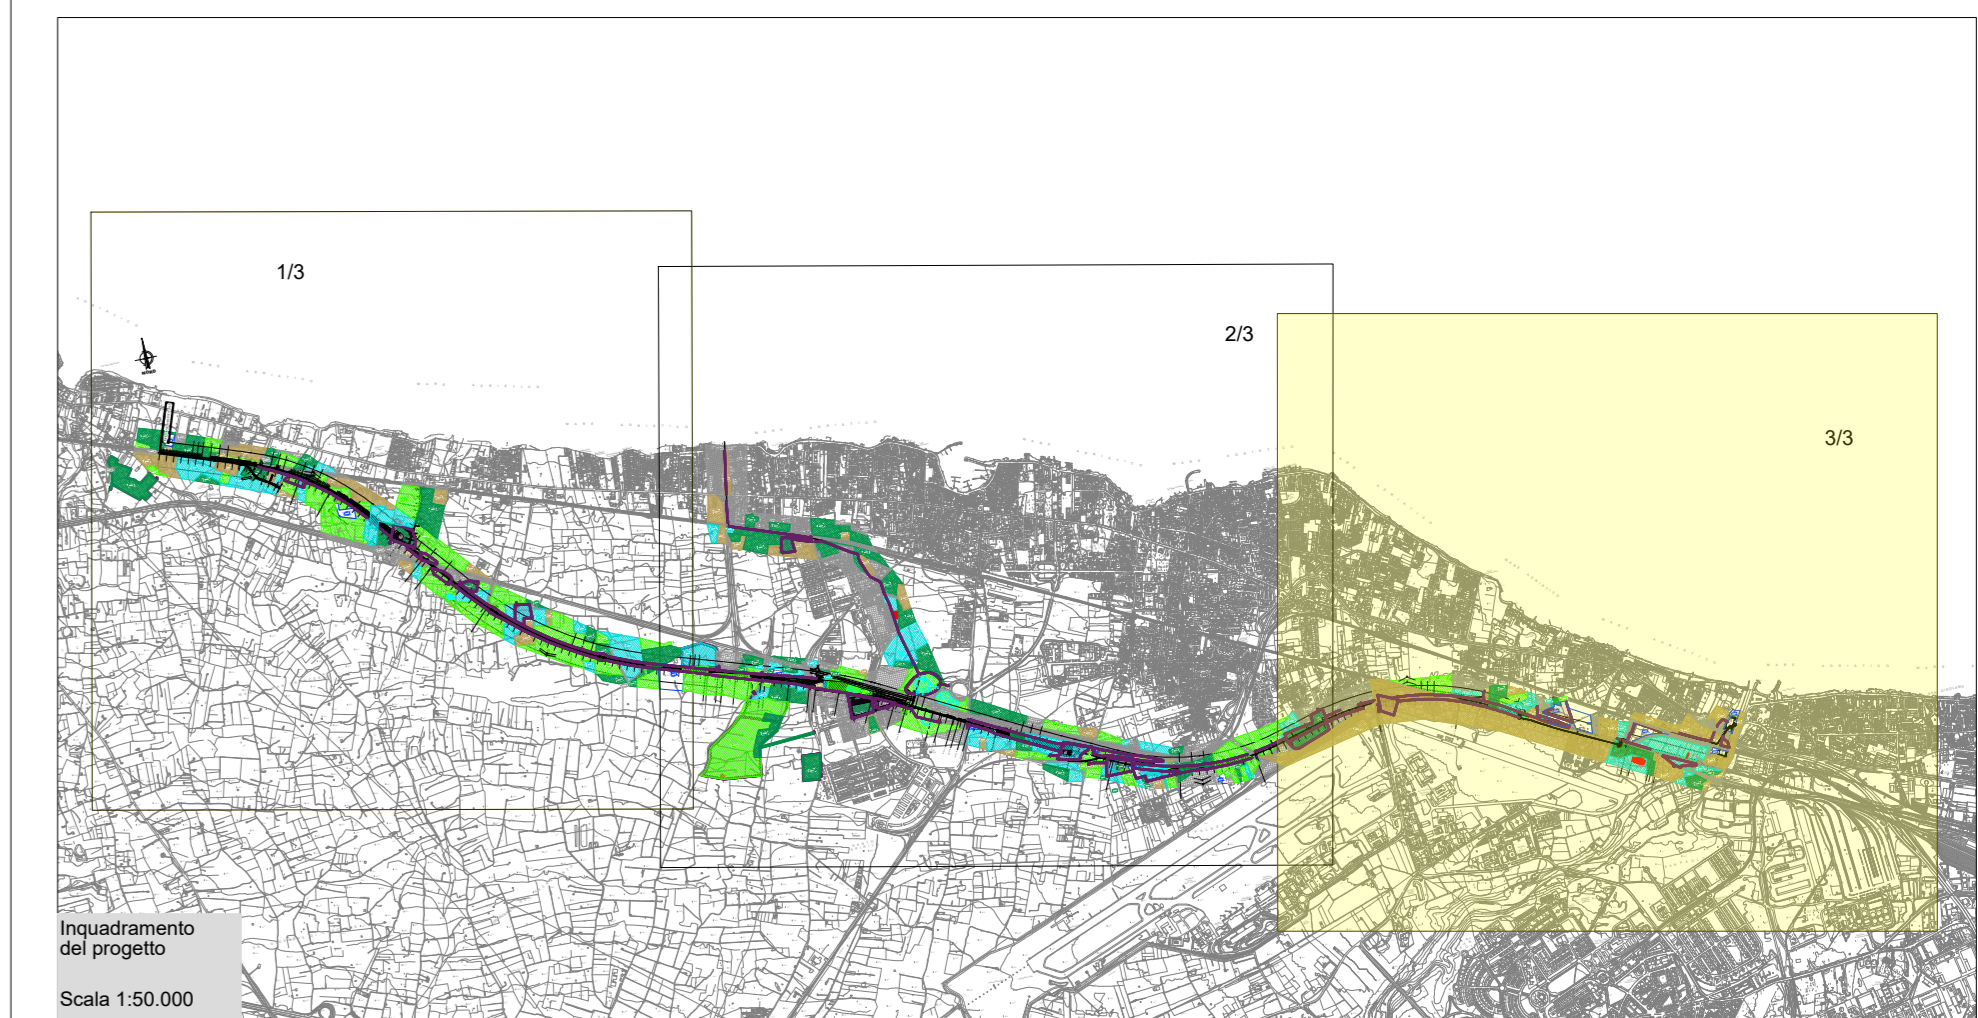 1/3
2/3
3/3
Inquadramento
del progetto
Scala 1:50.000